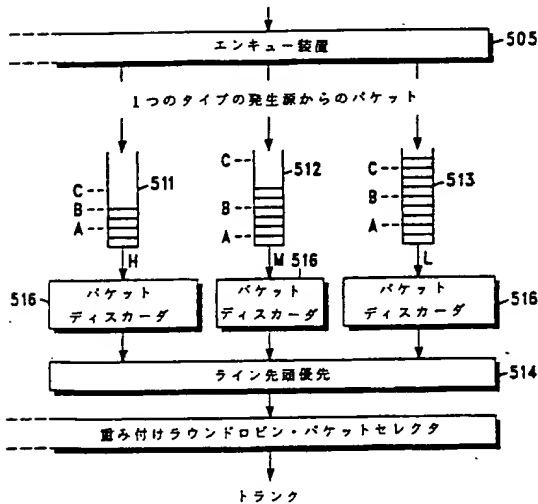 エンキュー装置 505
1つのタイプの発生源からのパケット
C 511
B
A
C 512
B
A
C 513
B
A
H
M 516
L
516 パケット
ディスカーダ
パケット
ディスカーダ
パケット
ディスカーダ 516
ライン先頭優先 514
重み付けラウンドロビン・パケットセレクタ
トランク